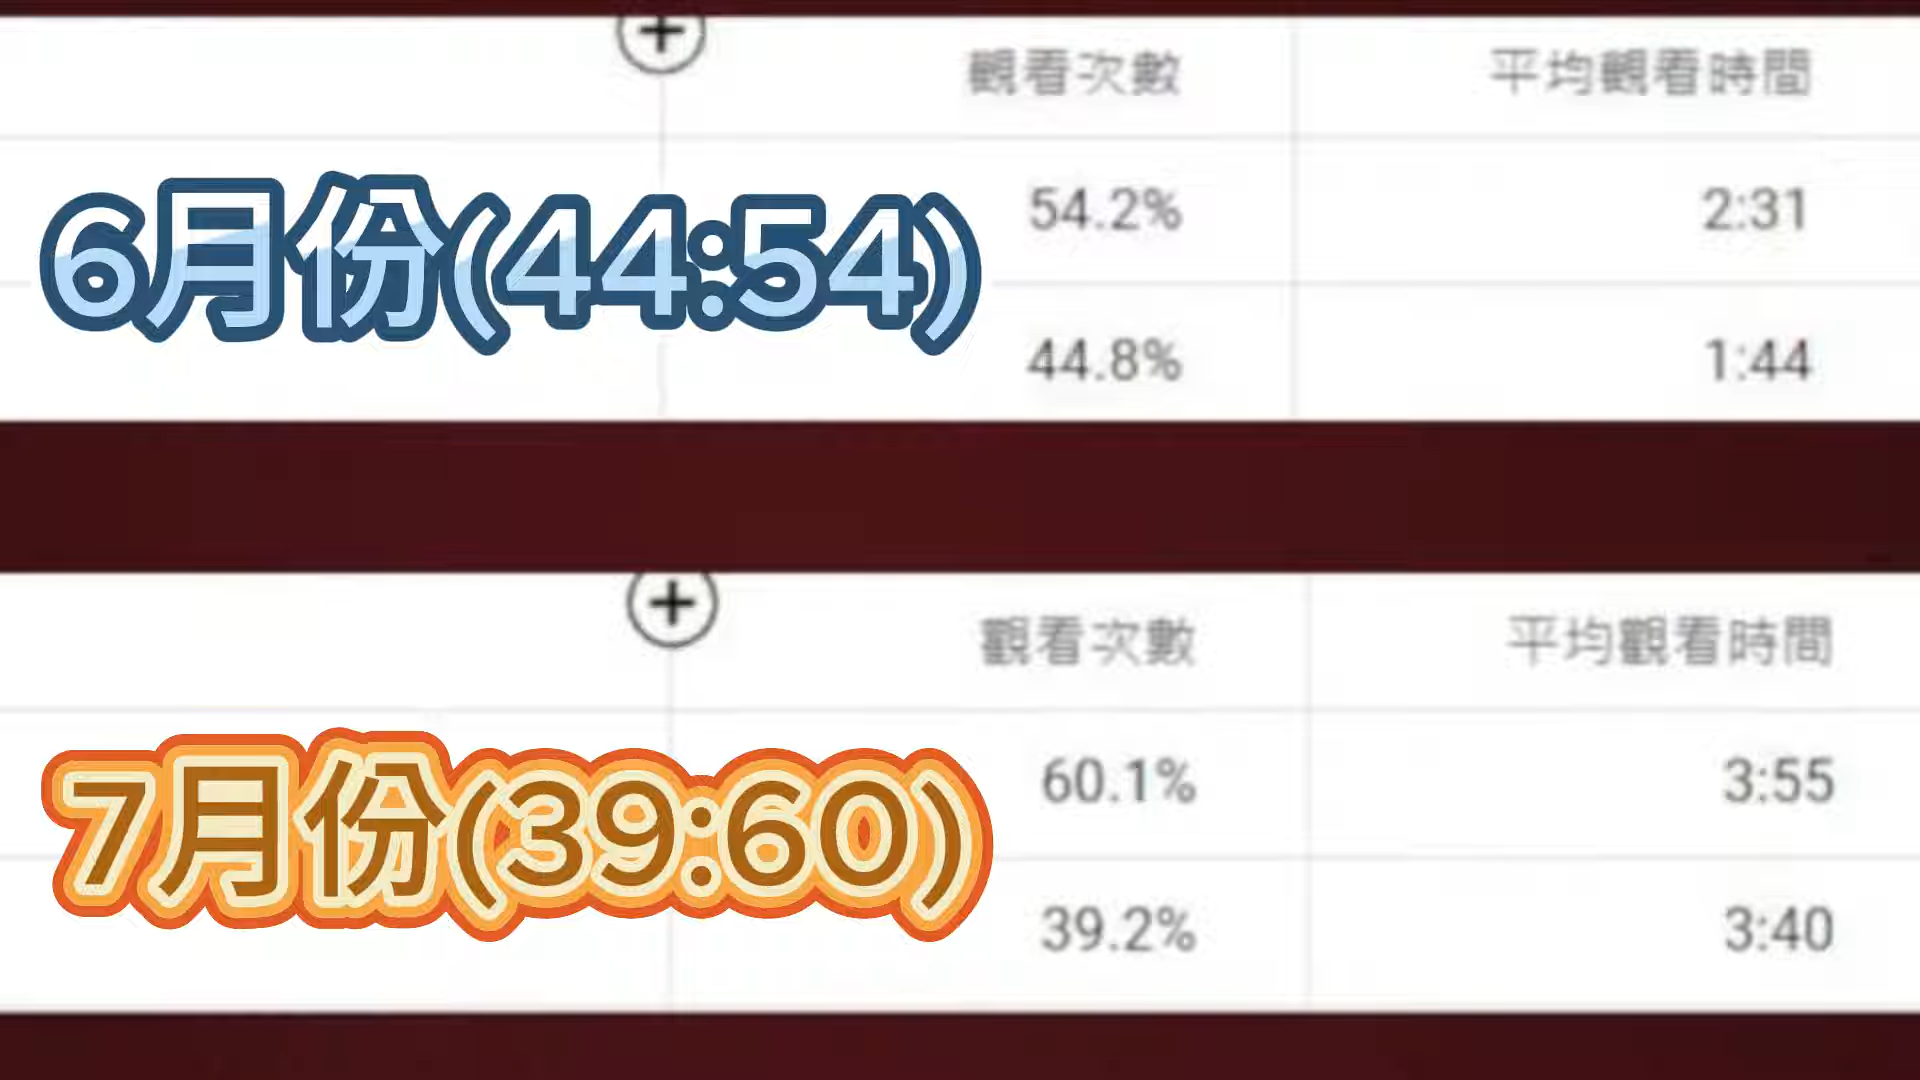 觀看次數 平均觀看時間
54.2% 2:31
6月份(44:54)
44.8% 1:44
觀看次數 平均觀看時間
60.1% 3:55
7月份(39:60)
39.2% 3:40